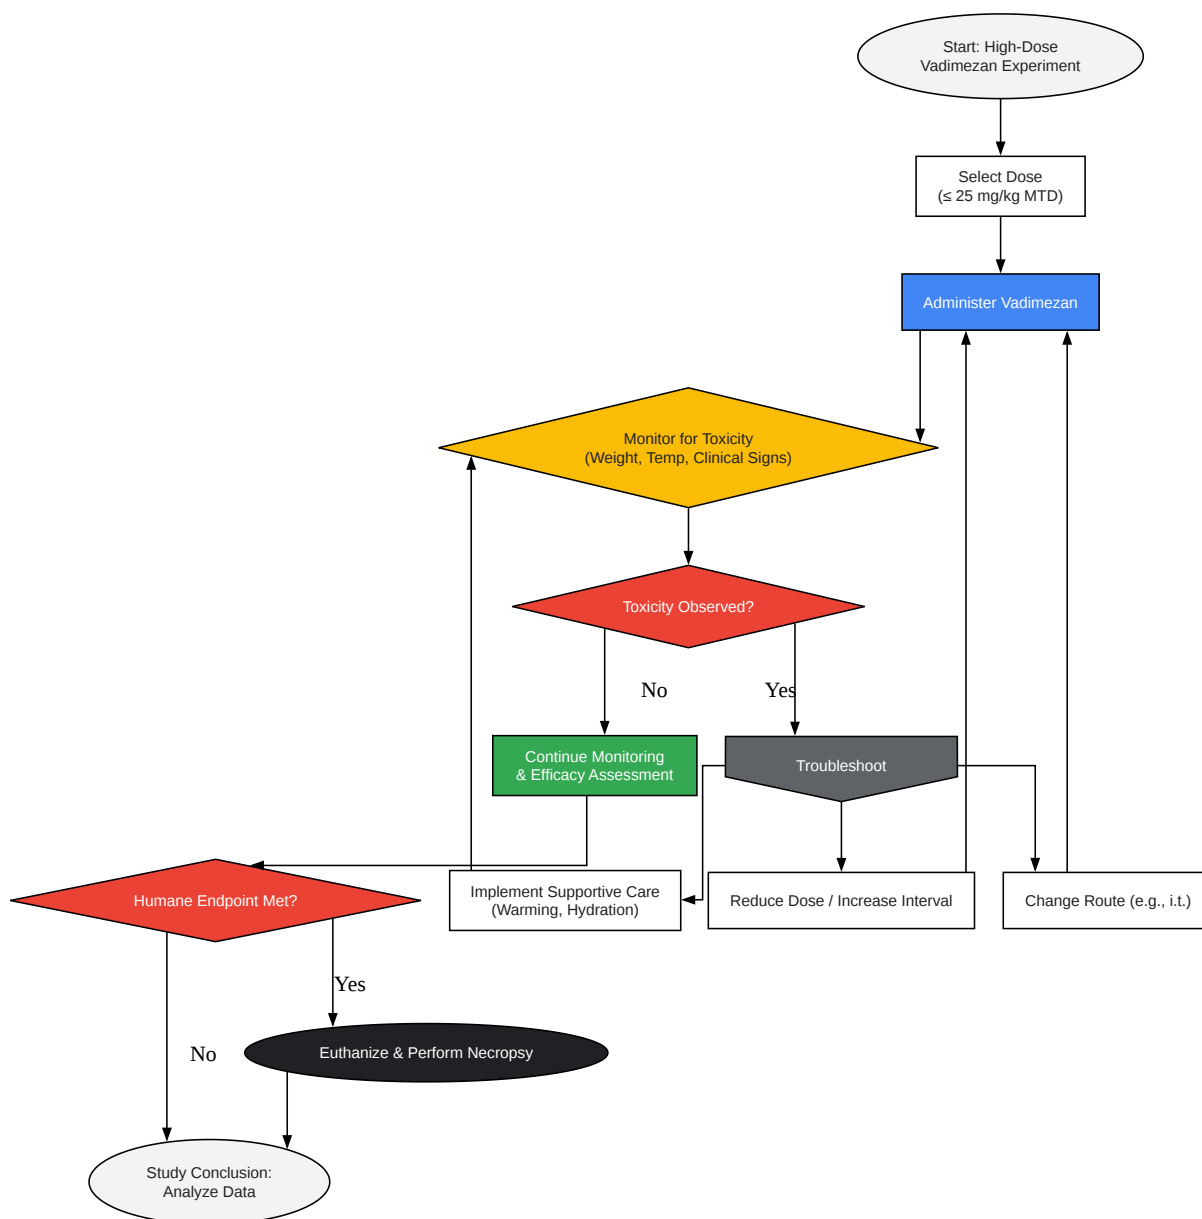 Start: High-Dose
Vadimezan Experiment
Select Dose
(≤ 25 mg/kg MTD)
Administer Vadimezan
Monitor for Toxicity
(Weight, Temp, Clinical Signs)
Toxicity Observed?
No
Yes
Continue Monitoring
& Efficacy Assessment
Troubleshoot
Humane Endpoint Met?
Implement Supportive Care
(Warming, Hydration)
Reduce Dose / Increase Interval
Change Route (e.g., i.t.)
Yes
No
Euthanize & Perform Necropsy
Study Conclusion:
Analyze Data